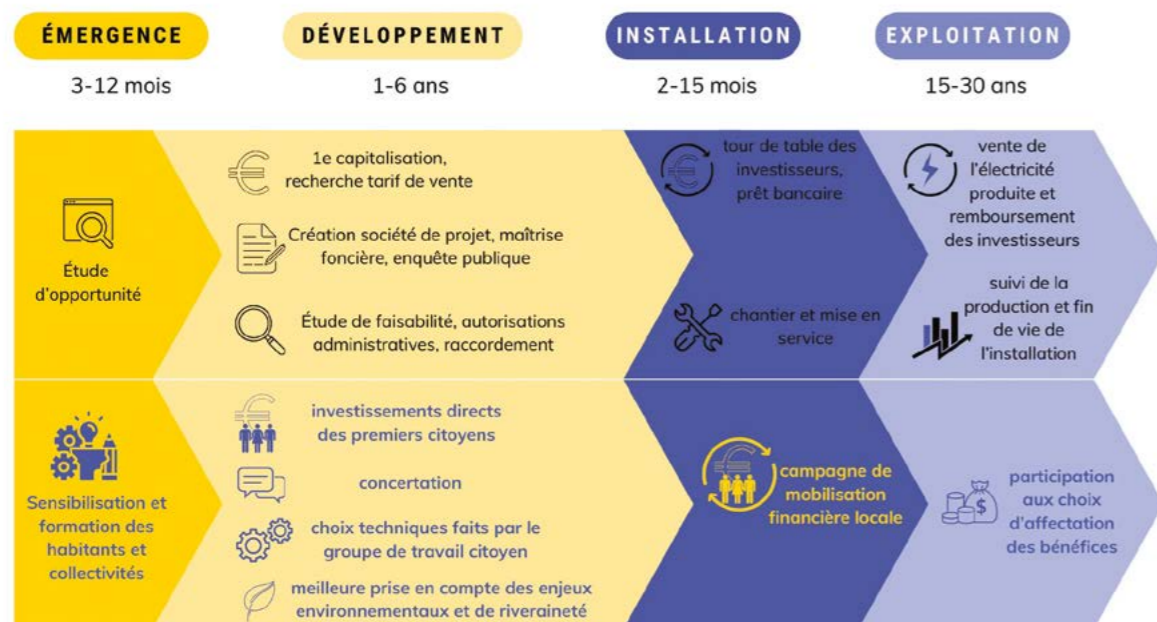 ÉMERGENCE
DÉVELOPPEMENT
INSTALLATION
EXPLOITATION
3-12 mois
1-6 ans
2-15 mois
15-30 ans
Étude
d'opportunité
1e capitalisation,
recherche tarif de vente
Création société de projet, maîtrise
foncière, enquête publique
Étude de faisabilité, autorisations
administratives, raccordement
tour de table des
investisseurs,
prêt bancaire
chantier et mise en
service
vente de
l'électricité
produite et
remboursement
des investisseurs
suivi de la
production et fin
de vie de
l'installation
Sensibilisation et
formation des
habitants et
collectivités
investissements directs
des premiers citoyens
concertation
choix techniques faits par le
groupe de travail citoyen
meilleure prise en compte des enjeux
environnementaux et de riveraineté
campagne de
mobilisation
financière locale
participation
aux choix
d'affectation
des bénéfices